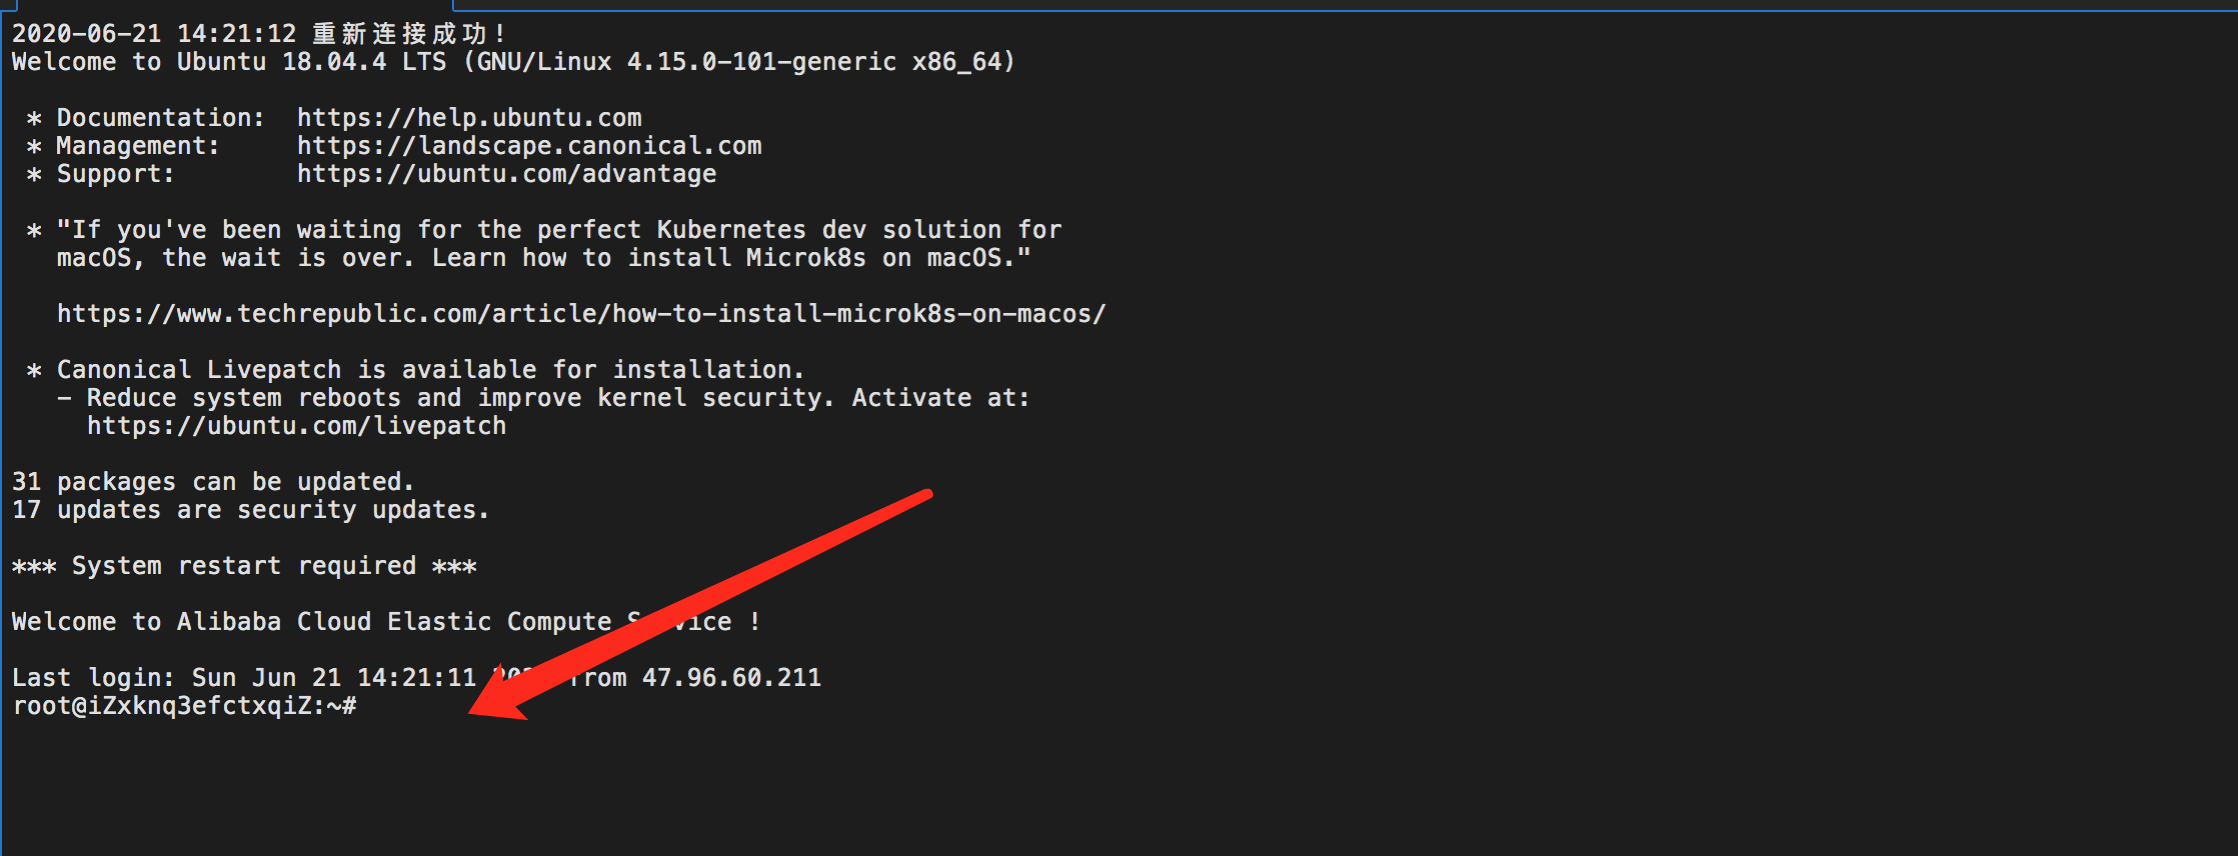 2020-06-21 14:21:12 重新连接成功!
Welcome to Ubuntu 18.04.4 LTS (GNU/Linux 4.15.0-101-generic x86_64)
* Documentation: https://help.ubuntu.com
* Management: https://landscape.canonical.com
* Support: https://ubuntu.com/advantage
* "If you've been waiting for the perfect Kubernetes dev solution for
macOS, the wait is over. Learn how to install Microk8s on macOS."
https://www.techrepublic.com/article/how-to-install-microk8s-on-macos/
* Canonical Livepatch is available for installation.
- Reduce system reboots and improve kernel security. Activate at:
https://ubuntu.com/livepatch
31 packages can be updated.
17 updates are security updates.
*** System restart required ***
Welcome to Alibaba Cloud Elastic Compute Service !
Last login: Sun Jun 21 14:21:11 from 47.96.60.211
root@iZxknq3efctxqiZ:~#